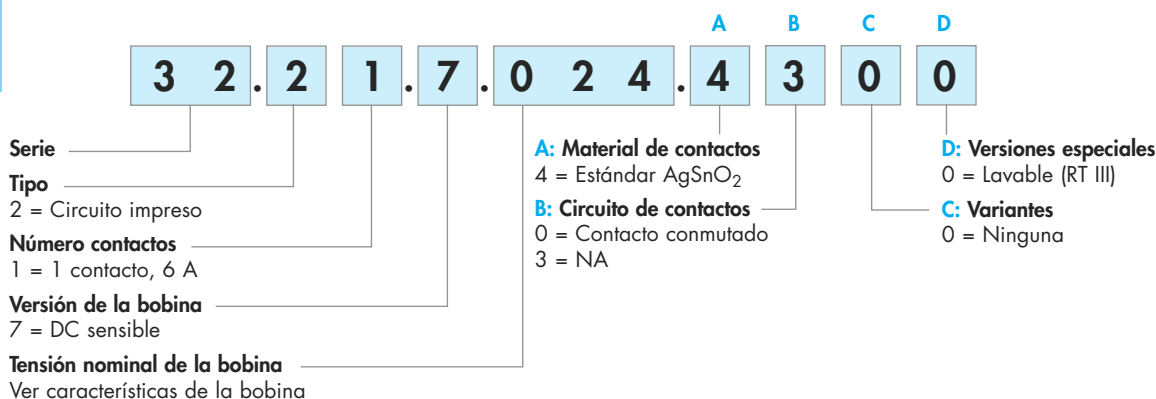 A B C D
3 2 . 2 1 . 7 . 0 2 4 . 4 3 0 0
Serie
Tipo
2 = Circuito impreso
Número contactos
1 = 1 contacto, 6 A
Versión de la bobina
7 = DC sensible
Tensión nominal de la bobina
Ver características de la bobina
A: Material de contactos
4 = Estándar AgSnO₂
B: Circuito de contactos
0 = Contacto conmutado
3 = NA
D: Versiones especiales
0 = Lavable (RT III)
C: Variantes
0 = Ninguna